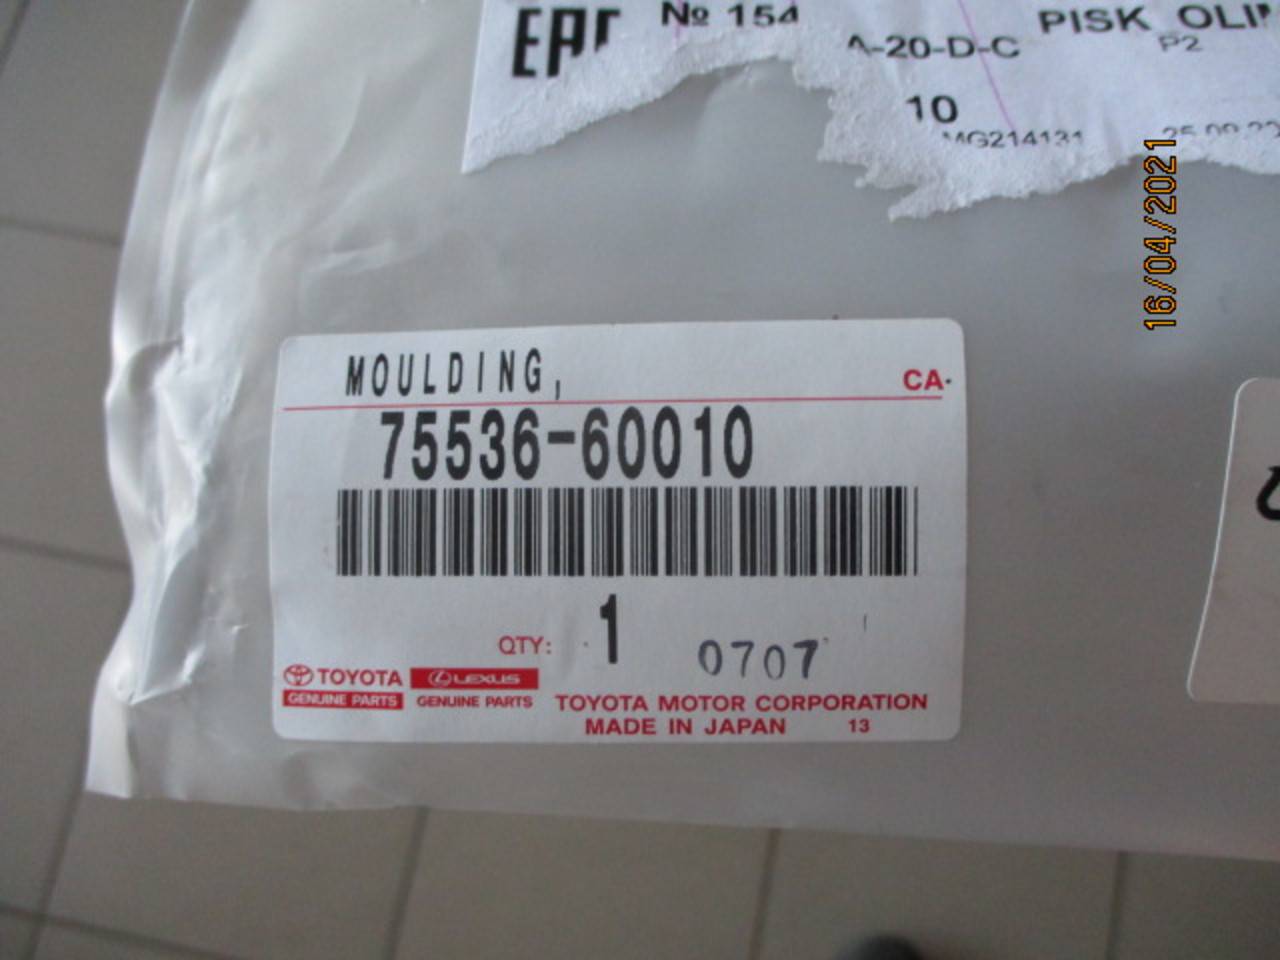 EAC № 154 PISK OLI
A-20-D-C P2
10
MG214131
16/04/2021
MOULDING,
CA
75536-60010
1
QTY:
0707
TOYOTA LEXUS
GENUINE PARTS GENUINE PARTS
TOYOTA MOTOR CORPORATION
MADE IN JAPAN 13